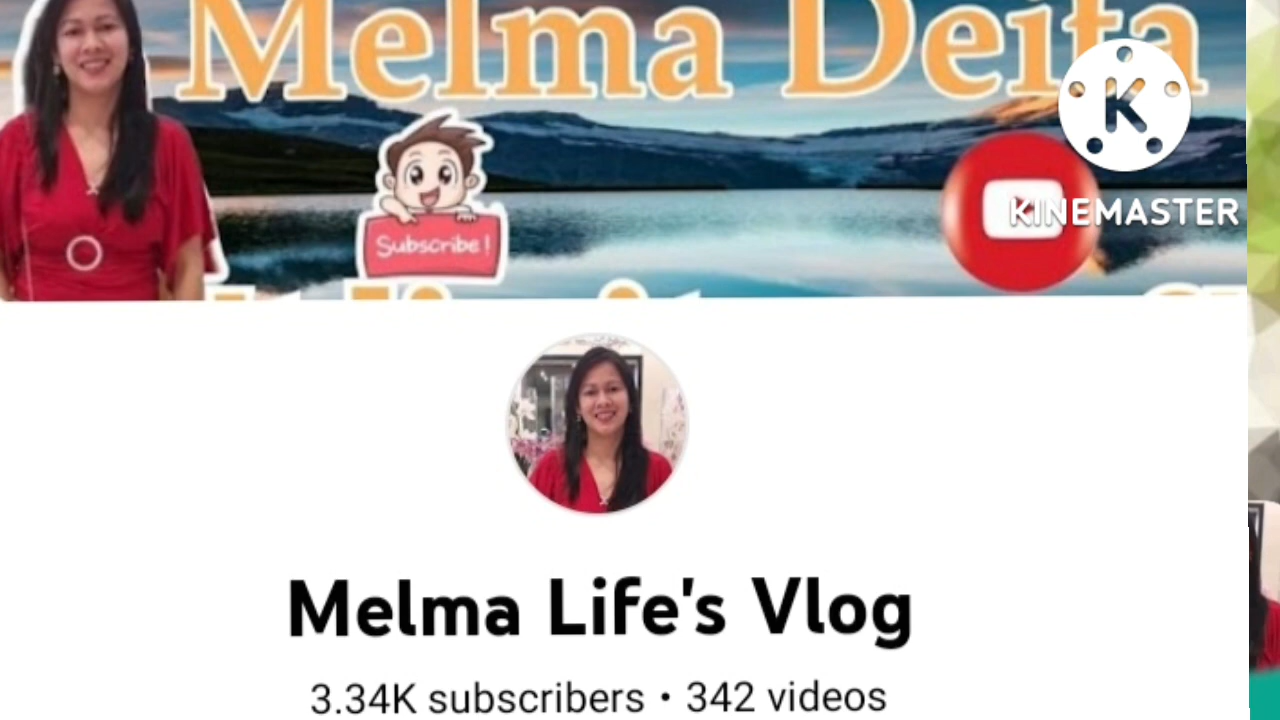 Melma Deita
K
KINEMASTER
Subscribe!
Melma Life's Vlog
3.34K subscribers • 342 videos